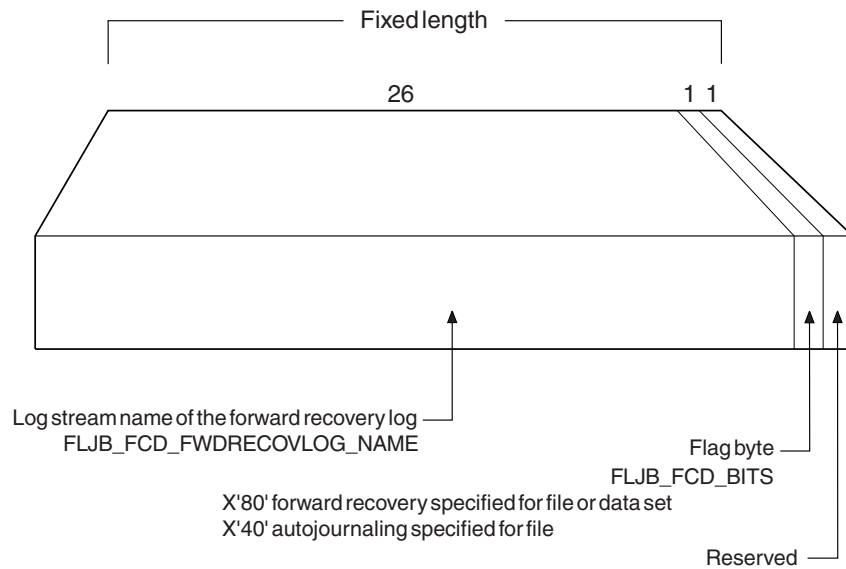 Fixed length
26
1 1
Log stream name of the forward recovery log
FLJB_FCD_FWDRECOVLOG_NAME
Flag byte
FLJB_FCD_BITS
X'80' forward recovery specified for file or data set
X'40' autojournaling specified for file
Reserved